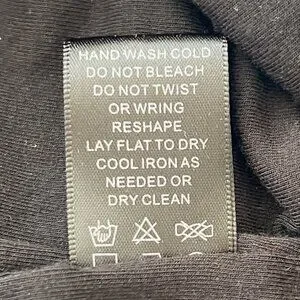 HAND WASH COLD
DO NOT BLEACH
DO NOT TWIST
OR WRING
RESHAPE
LAY FLAT TO DRY
COOL IRON AS
NEEDED OR
DRY CLEAN